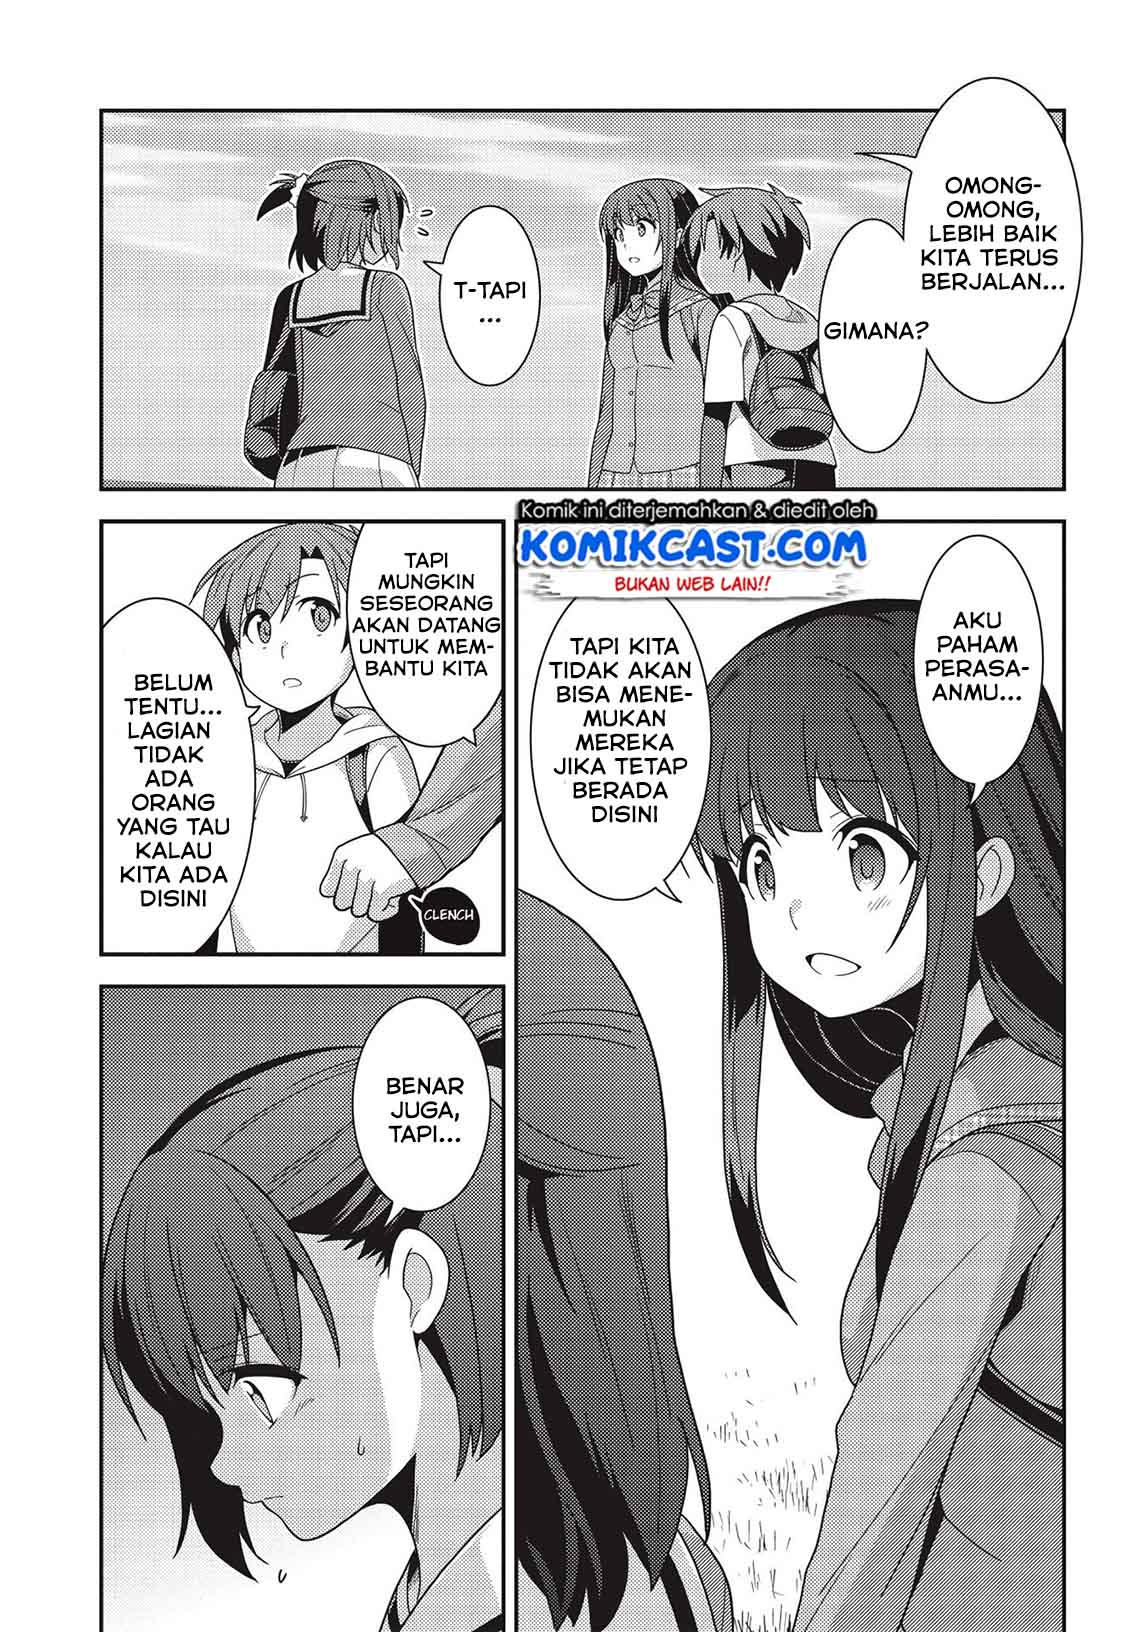 OMONG-
OMONG,
LEBIH BAIK
KITA TERUS
BERJALAN...
GIMANA?
T-TAPI
...
Komik ini diterjemahkan & diedit oleh
KOMIKCAST.COM
BUKAN WEB LAIN!!
AKU
PAHAM
PERASA-
ANMU...
TAPI KITA
TIDAK AKAN
BISA MENE-
MUKAN
MEREKA
JIKA TETAP
BERADA
DISINI
TAPI
MUNGKIN
SESEORANG
AKAN DATANG
UNTUK MEM-
BANTU KITA
BELUM
TENTU...
LAGIAN
TIDAK
ADA
ORANG
YANG TAU
KALAU
KITA ADA
DISINI
CLENCH
BENAR
JUGA,
TAPI...